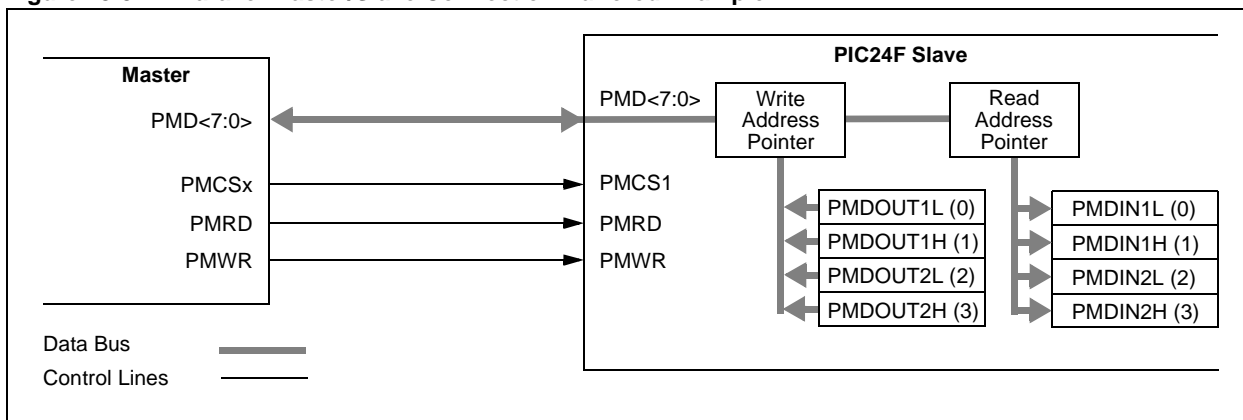 Master
PMD<7:0>
PMCSx
PMRD
PMWR
Data Bus
Control Lines
PIC24F Slave
PMD<7:0>
PMCS1
PMRD
PMWR
Write
Address
Pointer
Read
Address
Pointer
PMDOUT1L (0)
PMDOUT1H (1)
PMDOUT2L (2)
PMDOUT2H (3)
PMDIN1L (0)
PMDIN1H (1)
PMDIN2L (2)
PMDIN2H (3)